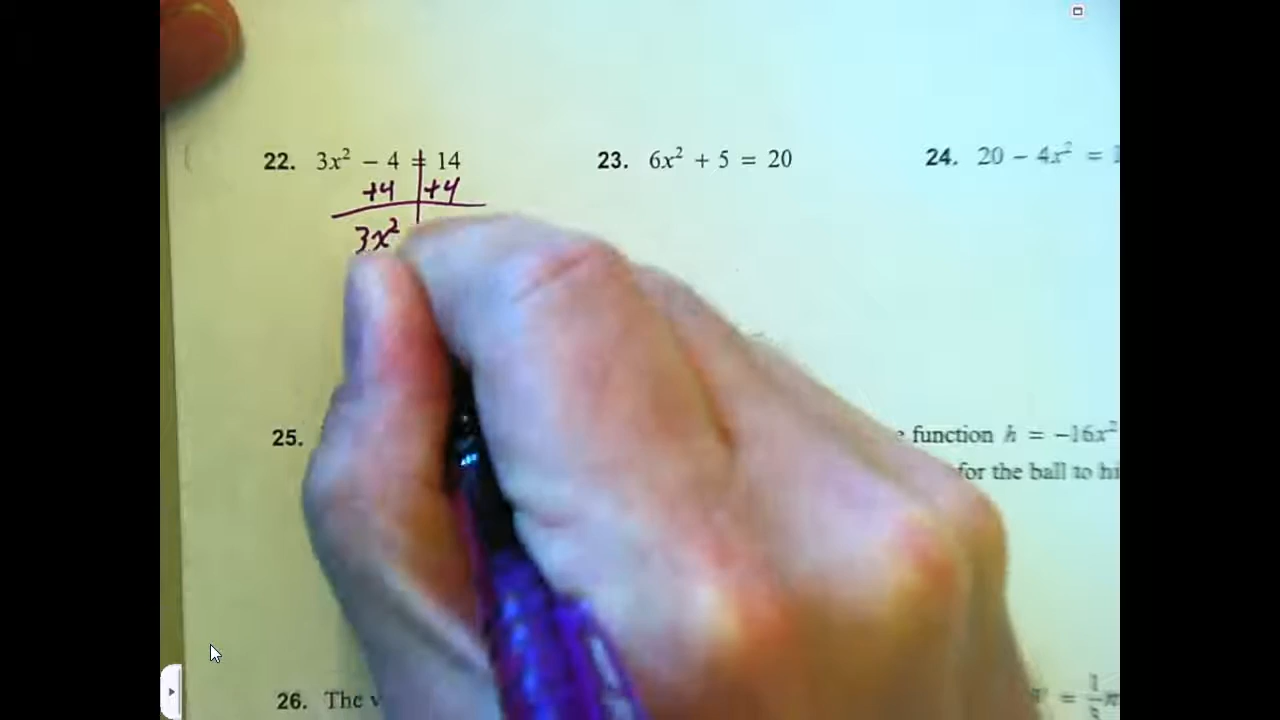 22. 3x² − 4 = 14
+4 +4
3x²
23. 6x² + 5 = 20
24. 20 − 4x² =
25.
function h = −16x²
for the ball to hi
26. The
= 1